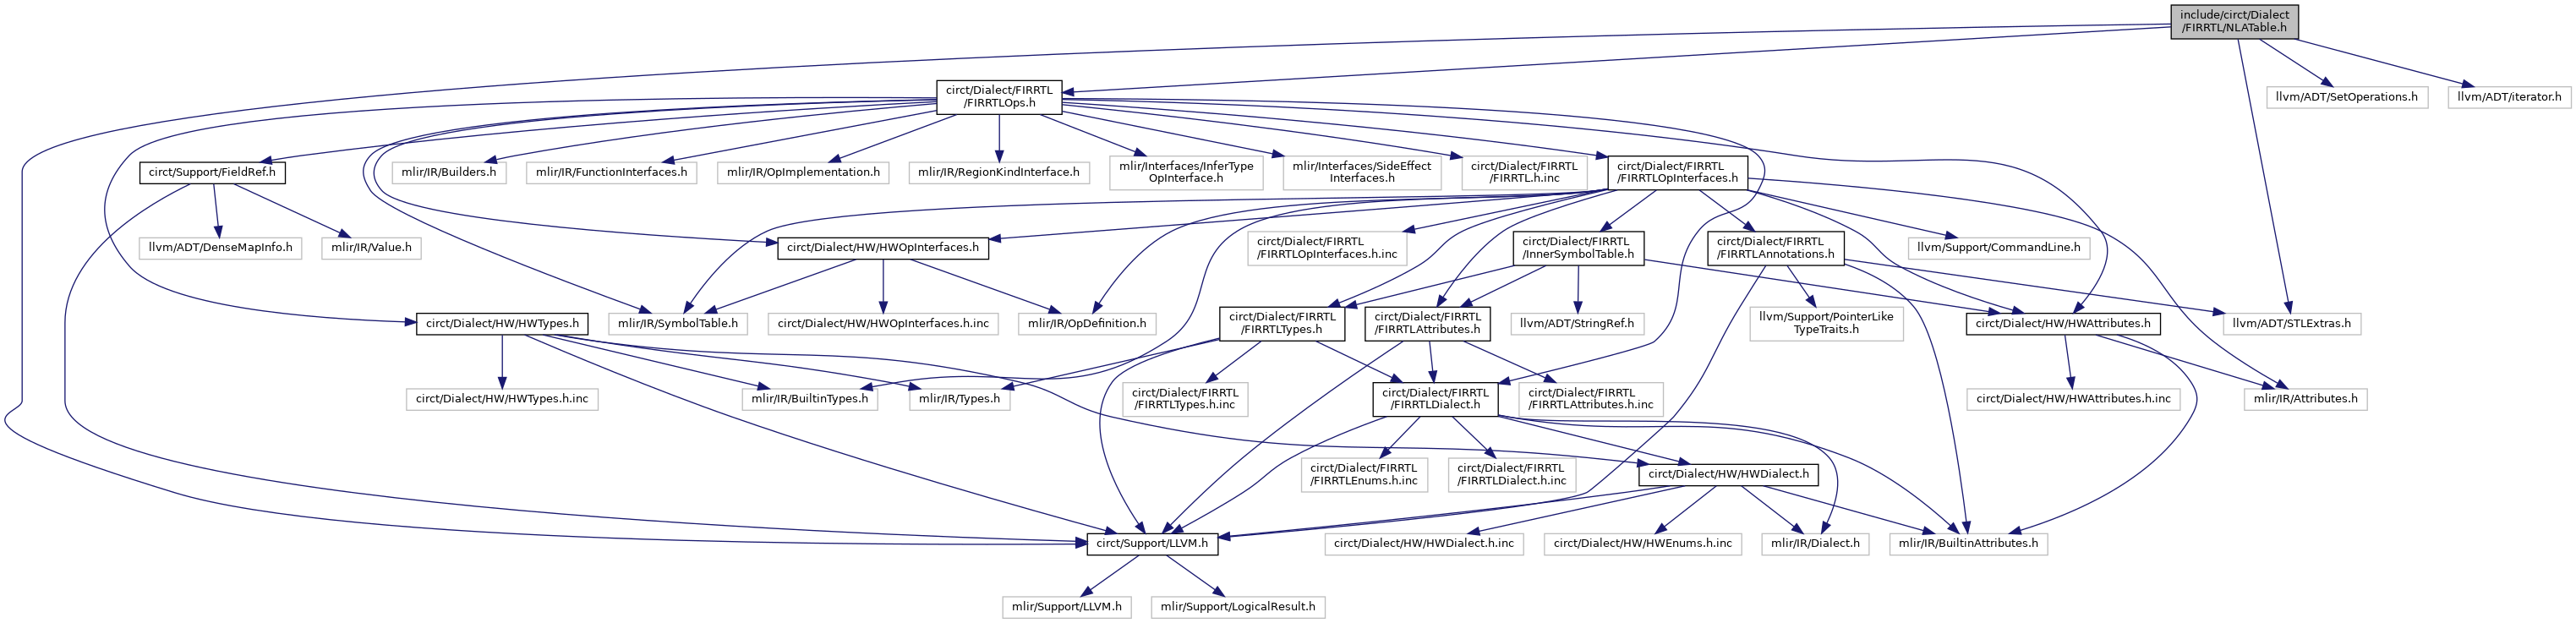 include/circt/Dialect
/FIRRTL/NLATable.h
circt/Dialect/FIRRTL
/FIRRTLOps.h
llvm/ADT/SetOperations.h
llvm/ADT/iterator.h
circt/Support/FieldRef.h
mlir/IR/Builders.h
mlir/IR/FunctionInterfaces.h
mlir/IR/OpImplementation.h
mlir/IR/RegionKindInterface.h
mlir/Interfaces/InferType
OpInterface.h
mlir/Interfaces/SideEffect
Interfaces.h
circt/Dialect/FIRRTL
/FIRRTL.h.inc
circt/Dialect/FIRRTL
/FIRRTLOpInterfaces.h
llvm/ADT/DenseMapInfo.h
mlir/IR/Value.h
circt/Dialect/HW/HWOpInterfaces.h
circt/Dialect/FIRRTL
/FIRRTLOpInterfaces.h.inc
circt/Dialect/FIRRTL
/InnerSymbolTable.h
circt/Dialect/FIRRTL
/FIRRTLAnnotations.h
llvm/Support/CommandLine.h
circt/Dialect/HW/HWTypes.h
mlir/IR/SymbolTable.h
circt/Dialect/HW/HWOpInterfaces.h.inc
mlir/IR/OpDefinition.h
circt/Dialect/FIRRTL
/FIRRTLTypes.h
circt/Dialect/FIRRTL
/FIRRTLAttributes.h
llvm/ADT/StringRef.h
llvm/Support/PointerLike
TypeTraits.h
circt/Dialect/HW/HWAttributes.h
llvm/ADT/STLExtras.h
circt/Dialect/HW/HWTypes.h.inc
mlir/IR/BuiltinTypes.h
mlir/IR/Types.h
circt/Dialect/FIRRTL
/FIRRTLTypes.h.inc
circt/Dialect/FIRRTL
/FIRRTLDialect.h
circt/Dialect/FIRRTL
/FIRRTLAttributes.h.inc
circt/Dialect/HW/HWAttributes.h.inc
mlir/IR/Attributes.h
circt/Dialect/FIRRTL
/FIRRTLEnums.h.inc
circt/Dialect/FIRRTL
/FIRRTLDialect.h.inc
circt/Dialect/HW/HWDialect.h
circt/Support/LLVM.h
circt/Dialect/HW/HWDialect.h.inc
circt/Dialect/HW/HWEnums.h.inc
mlir/IR/Dialect.h
mlir/IR/BuiltinAttributes.h
mlir/Support/LLVM.h
mlir/Support/LogicalResult.h